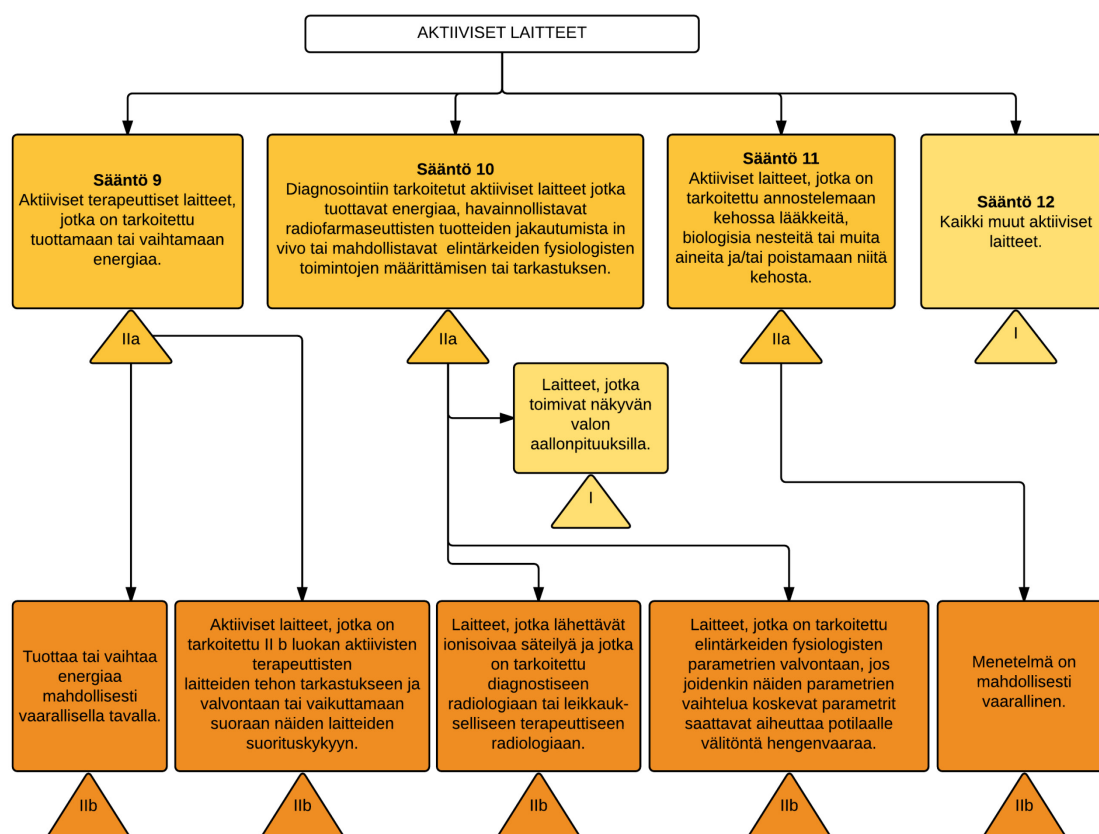 AKTIIVISET LAITTEET
Sääntö 9
Aktiiviset terapeuttiset laitteet,
jotka on tarkoitettu
tuottamaan tai vaihtamaan
energiaa.
IIa
Sääntö 10
Diagnosointiin tarkoitetut aktiiviset laitteet jotka
tuottavat energiaa, havainnollistavat
radiofarmaseuttisten tuotteiden jakautumista in
vivo tai mahdollistavat elintärkeiden fysiologisten
toimintojen määrittämisen tai tarkastuksen.
IIa
Sääntö 11
Aktiiviset laitteet, jotka on
tarkoitettu annostelemaan
kehossa lääkkeitä,
biologisia nesteitä tai muita
aineita ja/tai poistamaan niitä
kehosta.
IIa
Sääntö 12
Kaikki muut aktiiviset
laitteet.
I
Laitteet, jotka
toimivat näkyvän
valon
aallonpituuksilla.
I
Tuottaa tai vaihtaa
energiaa
mahdollisesti
vaarallisella tavalla.
IIb
Aktiiviset laitteet, jotka on
tarkoitettu II b luokan aktiivisten
terapeuttisten
laitteiden tehon tarkastukseen ja
valvontaan tai vaikuttamaan
suoraan näiden laitteiden
suorituskykyyn.
IIb
Laitteet, jotka lähettävät
ionisoivaa säteilyä ja jotka
on tarkoitettu
diagnostiseen
radiologiaan tai leikkauk-
selliseen terapeuttiseen
radiologiaan.
IIb
Laitteet, jotka on tarkoitettu
elintärkeiden fysiologisten
parametrien valvontaan, jos
joidenkin näiden parametrien
vaihtelua koskevat parametrit
saattavat aiheuttaa potilaalle
välitöntä hengenvaaraa.
IIb
Menetelmä on
mahdollisesti
vaarallinen.
IIb